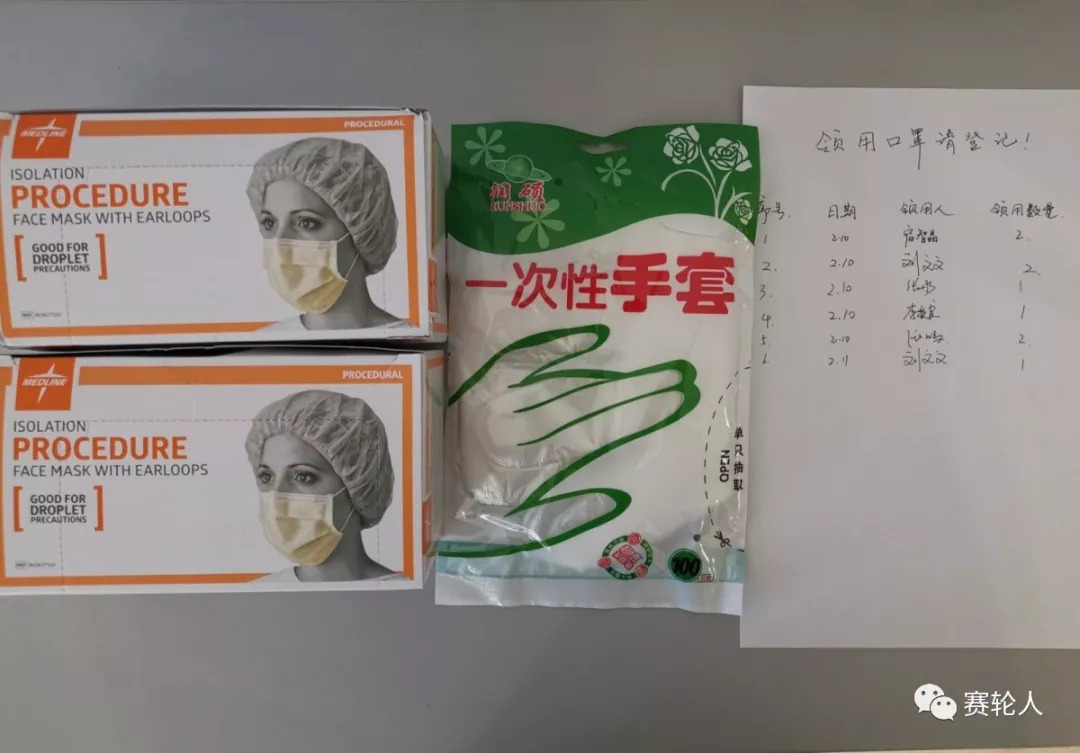 MEDLINE
PROCEDURAL
ISOLATION
PROCEDURE
FACE MASK WITH EARLOOPS
GOOD FOR
DROPLET
PRECAUTIONS
MEDLINE
PROCEDURAL
ISOLATION
PROCEDURE
FACE MASK WITH EARLOOPS
GOOD FOR
DROPLET
PRECAUTIONS
润硕
RUNSHUO
一次性手套
单只抽取
OPEN
100
领用口罩请登记!
序号. 日期 领用人 领用数量.
1 2.10 2.
2. 2.10 刘文文 2.
3. 2.10 1
4. 2.10 1
5. 2.10 2.
6 2.11 刘文文 1
赛轮人